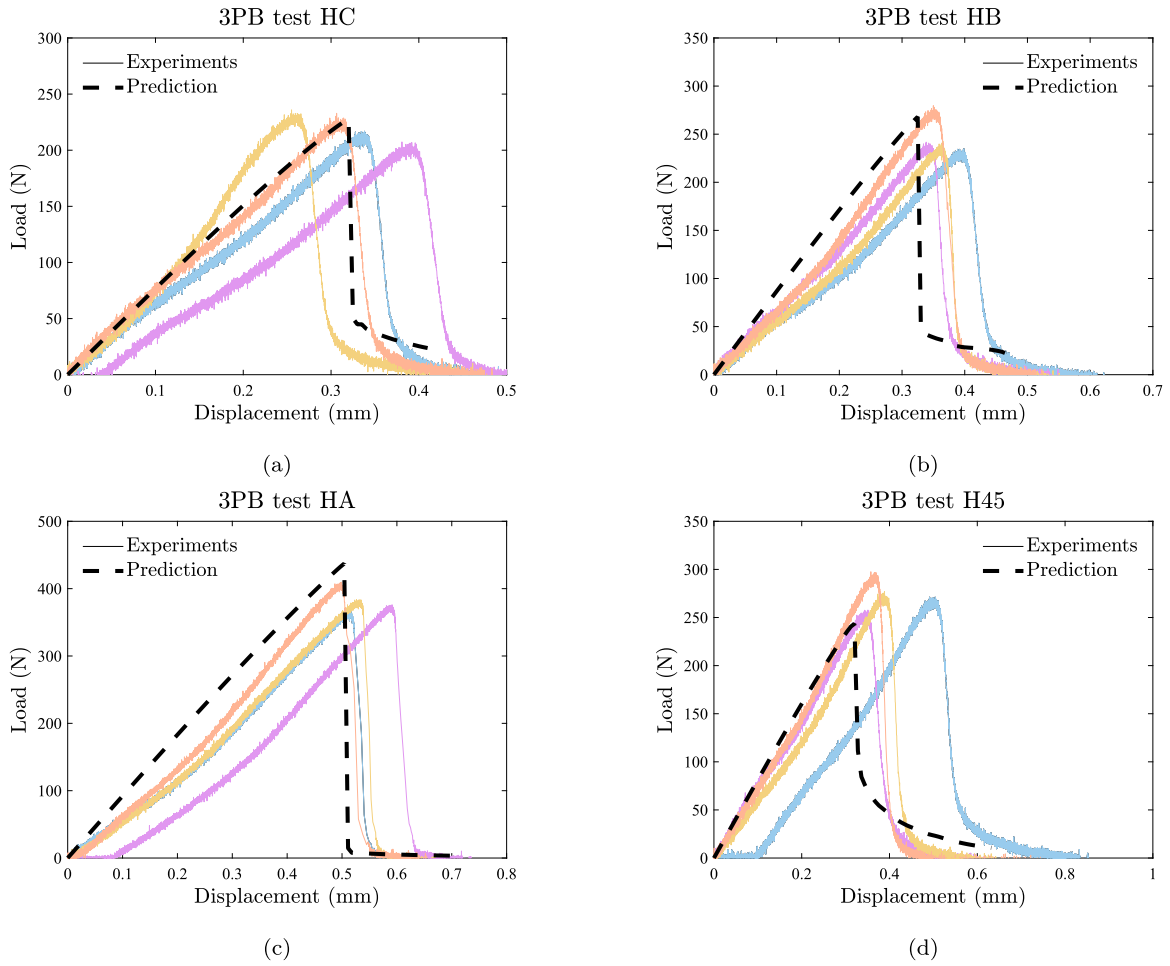 3PB test HC
300
250
200
150
100
50
0
0 0.1 0.2 0.3 0.4 0.5
Load (N)
Displacement (mm)
Experiments
Prediction
(a)
3PB test HB
350
300
250
200
150
100
50
0
0 0.1 0.2 0.3 0.4 0.5 0.6 0.7
Load (N)
Displacement (mm)
Experiments
Prediction
(b)
3PB test HA
500
400
300
200
100
0
0 0.1 0.2 0.3 0.4 0.5 0.6 0.7 0.8
Load (N)
Displacement (mm)
Experiments
Prediction
(c)
3PB test H45
350
300
250
200
150
100
50
0
0 0.2 0.4 0.6 0.8 1
Load (N)
Displacement (mm)
Experiments
Prediction
(d)